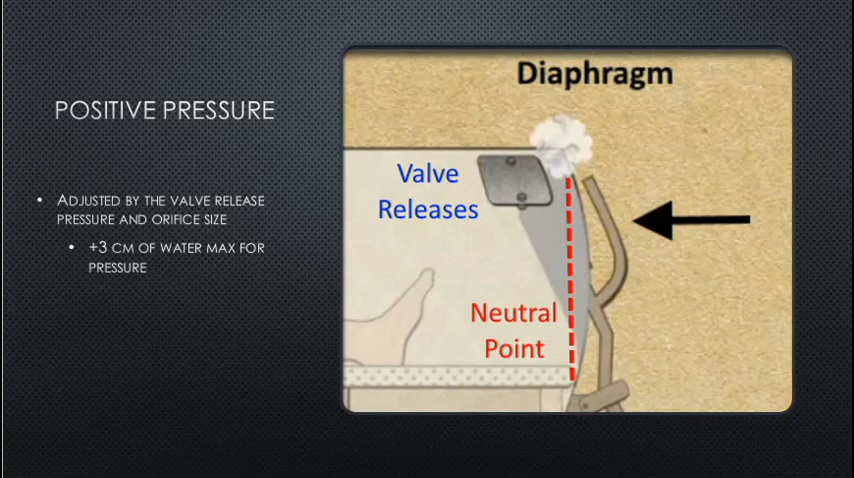 POSITIVE PRESSURE
• ADJUSTED BY THE VALVE RELEASE
PRESSURE AND ORIFICE SIZE
• +3 CM OF WATER MAX FOR
PRESSURE
Diaphragm
Valve
Releases
Neutral
Point